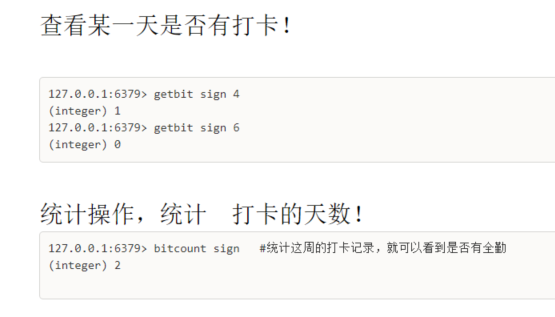 查看某一天是否有打卡！
127.0.0.1:6379> getbit sign 4
(integer) 1
127.0.0.1:6379> getbit sign 6
(integer) 0
统计操作，统计 打卡的天数！
127.0.0.1:6379> bitcount sign #统计这周的打卡记录，就可以看到是否有全勤
(integer) 2